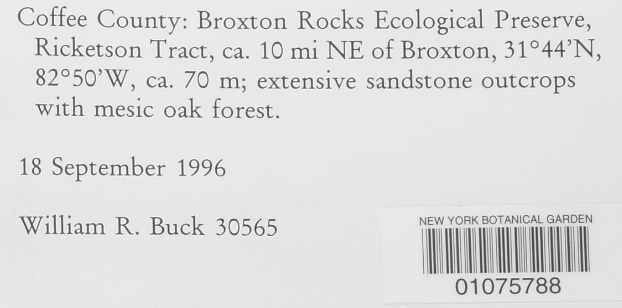 Coffee County: Broxton Rocks Ecological Preserve,
Ricketson Tract, ca. 10 mi NE of Broxton, 31°44'N,
82°50'W, ca. 70 m; extensive sandstone outcrops
with mesic oak forest.
18 September 1996
William R. Buck 30565
NEW YORK BOTANICAL GARDEN
01075788